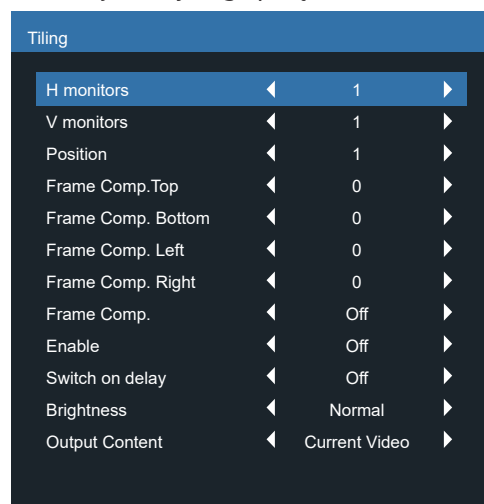 Tiling
H monitors 1
V monitors 1
Position 1
Frame Comp.Top 0
Frame Comp. Bottom 0
Frame Comp. Left 0
Frame Comp. Right 0
Frame Comp. Off
Enable Off
Switch on delay Off
Brightness Normal
Output Content Current Video